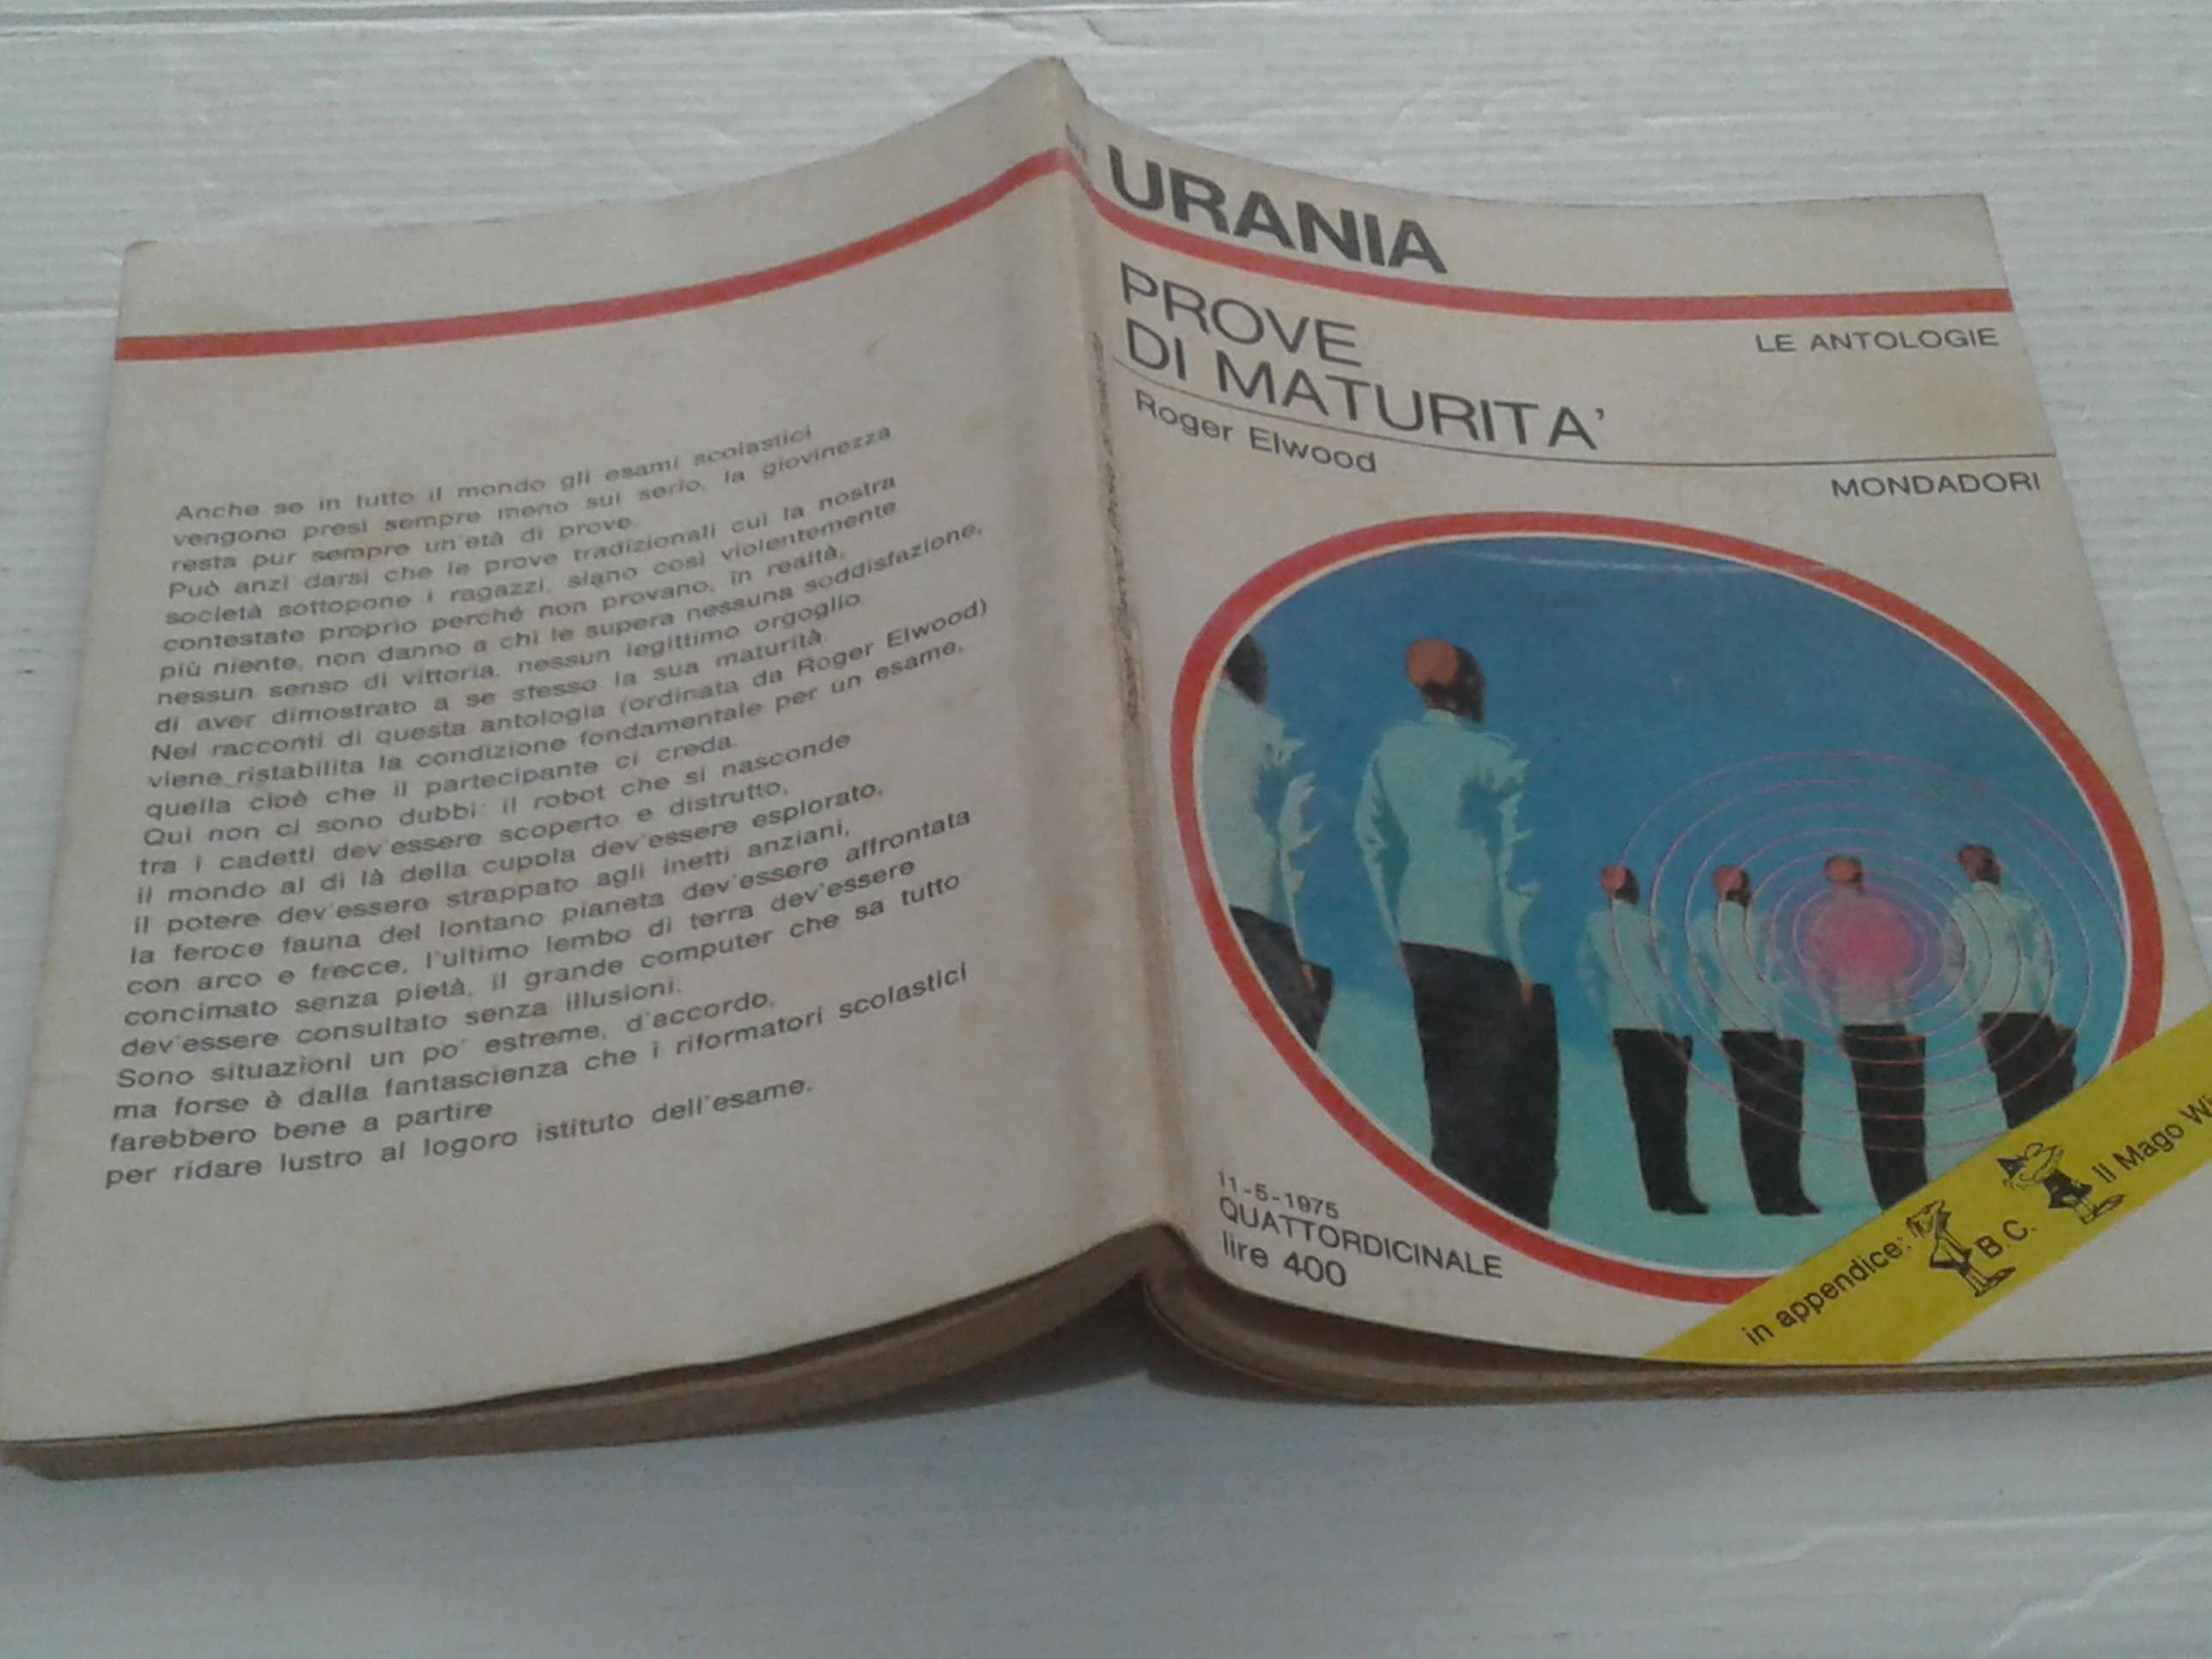 Anche se in tutto il mondo gli esami scolastici
vengono presi sempre meno sul serio, la giovinezza
resta pur sempre un'età di prove.
Può anzi darsi che le prove tradizionali cui la nostra
società sottopone i ragazzi, siano così violentemente
contestate proprio perché non provano, in realtà,
più niente, non danno a chi le supera nessuna soddisfazione,
nessun senso di vittoria, nessun legittimo orgoglio
di aver dimostrato a se stesso la sua maturità.
Nei racconti di questa antologia (ordinata da Roger Elwood)
viene ristabilita la condizione fondamentale per un esame,
quella cioè che il partecipante ci creda.
Qui non ci sono dubbi: il robot che si nasconde
tra i cadetti dev'essere scoperto e distrutto,
il mondo al di là della cupola dev'essere esplorato,
il potere dev'essere strappato agli inetti anziani,
la feroce fauna del lontano pianeta dev'essere affrontata
con arco e frecce, l'ultimo lembo di terra dev'essere
concimato senza pietà, il grande computer che sa tutto
dev'essere consultato senza illusioni.
Sono situazioni un po' estreme, d'accordo,
ma forse è dalla fantascienza che i riformatori scolastici
farebbero bene a partire
per ridare lustro al logoro istituto dell'esame.
URANIA
PROVE
DI MATURITA'
LE ANTOLOGIE
Roger Elwood
MONDADORI
11-5-1975
QUATTORDICINALE
lire 400
in appendice: B.C. Il Mago